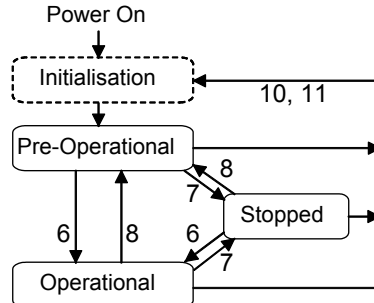 Power On
Initialisation
10, 11
Pre-Operational
8
7
Stopped
6
8
6
7
Operational